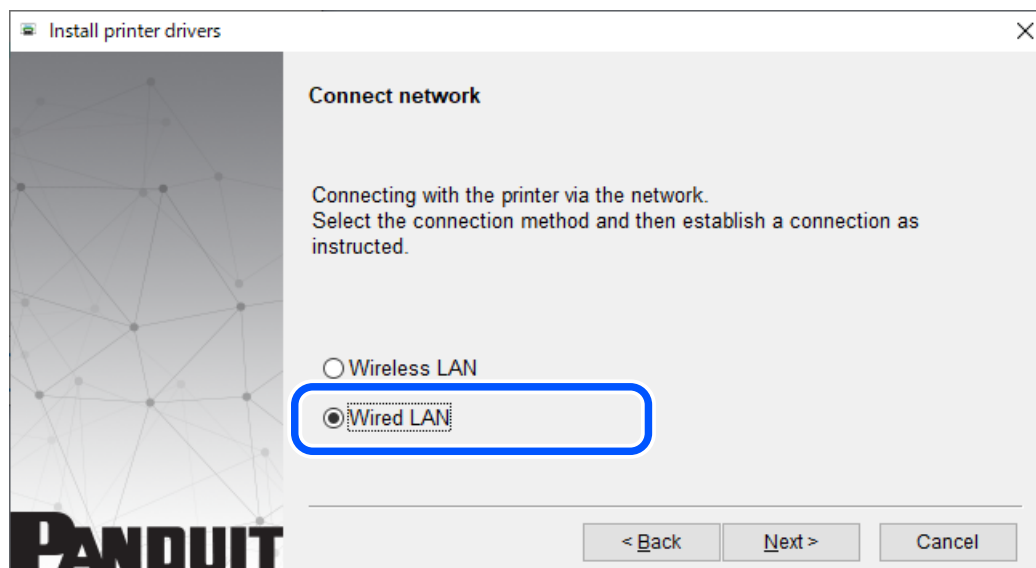 Install printer drivers
Connect network
Connecting with the printer via the network.
Select the connection method and then establish a connection as
instructed.
Wireless LAN
Wired LAN
PANDUIT
< Back
Next >
Cancel